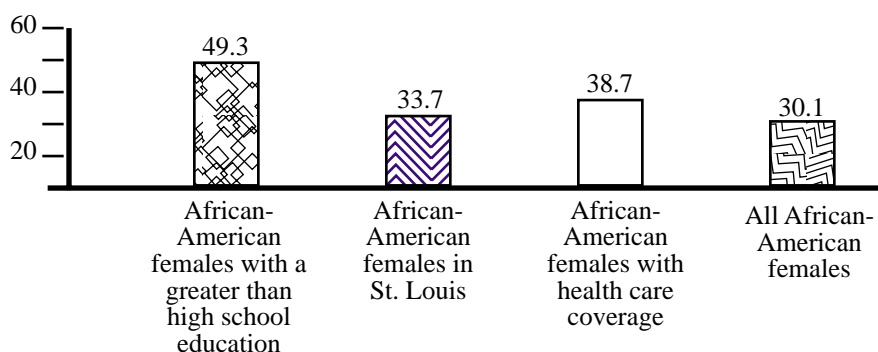 60
40
20
49.3
33.7
38.7
30.1
African-
American
females with a
greater than
high school
education
African-
American
females in
St. Louis
African-
American
females with
health care
coverage
All African-
American
females